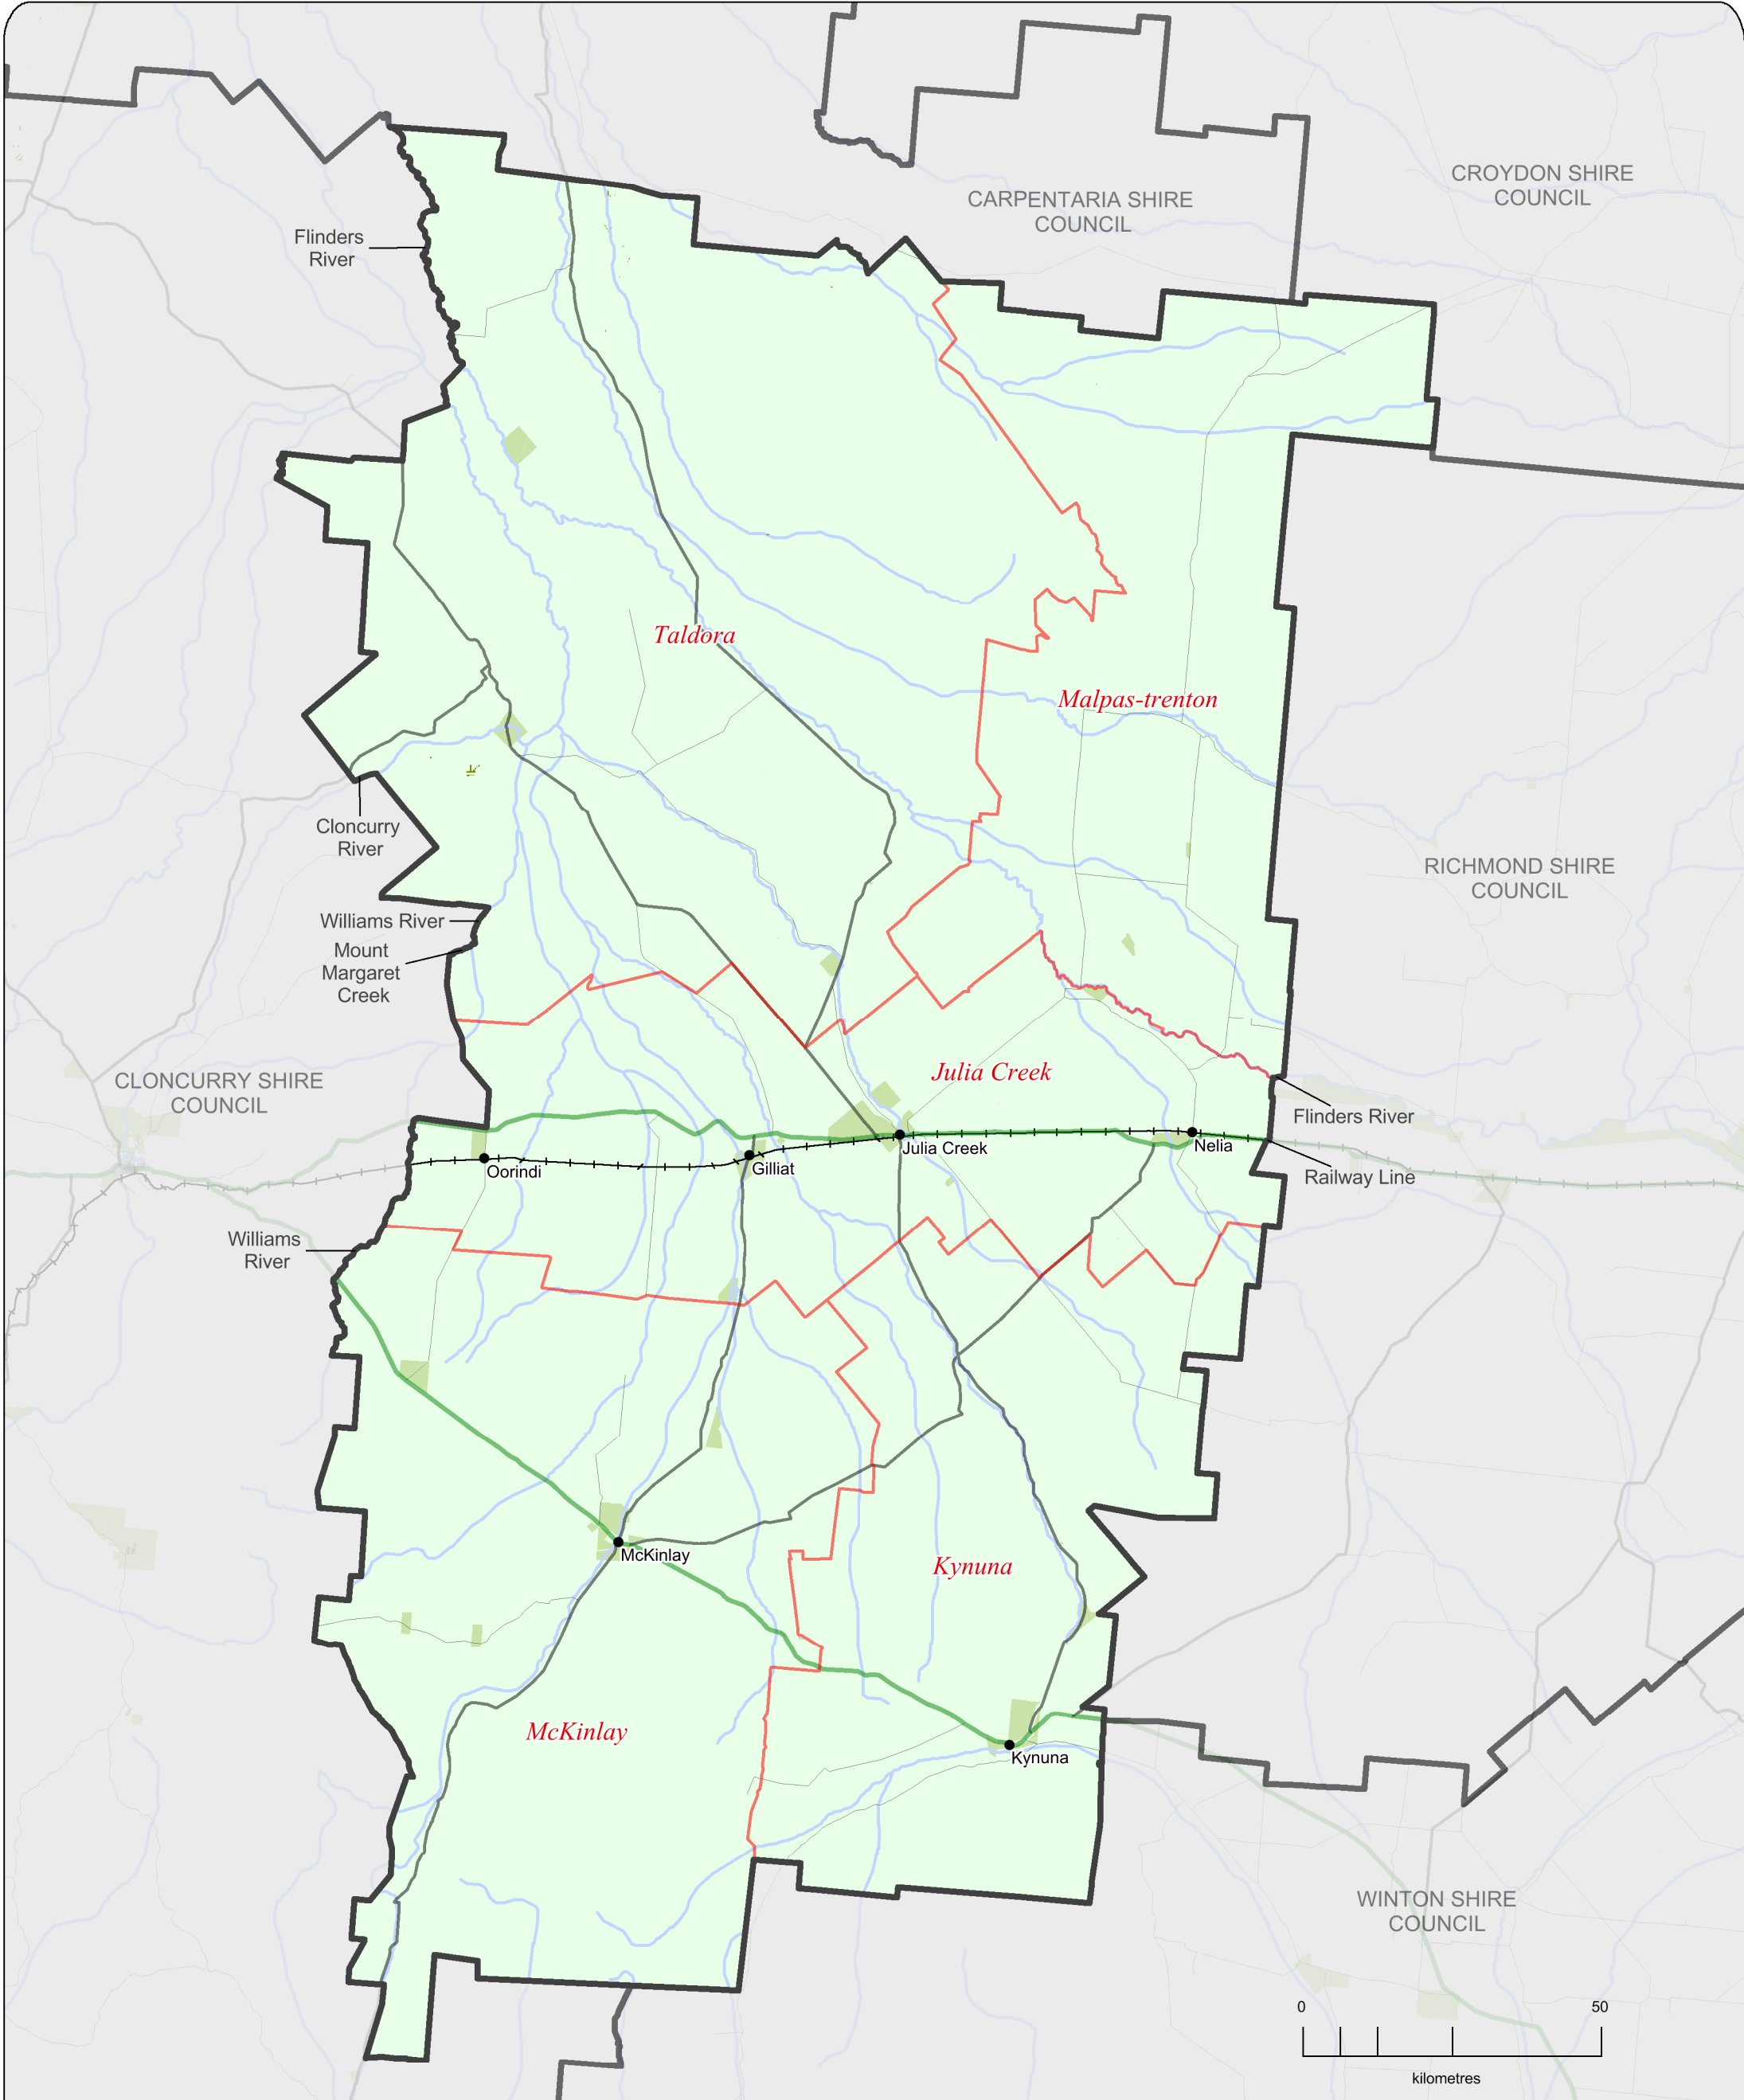 CROYDON SHIRE
COUNCIL
CARPENTARIA SHIRE
COUNCIL
Flinders
River
Taldora
Malpas-trenton
Cloncurry
River
RICHMOND SHIRE
COUNCIL
Williams River
Mount
Margaret
Creek
Julia Creek
CLONCURRY SHIRE
COUNCIL
Flinders River
Julia Creek
Nelia
Gilliat
Oorindi
Railway Line
Williams
River
McKinlay
Kynuna
McKinlay
Kynuna
WINTON SHIRE
COUNCIL
0 50
kilometres